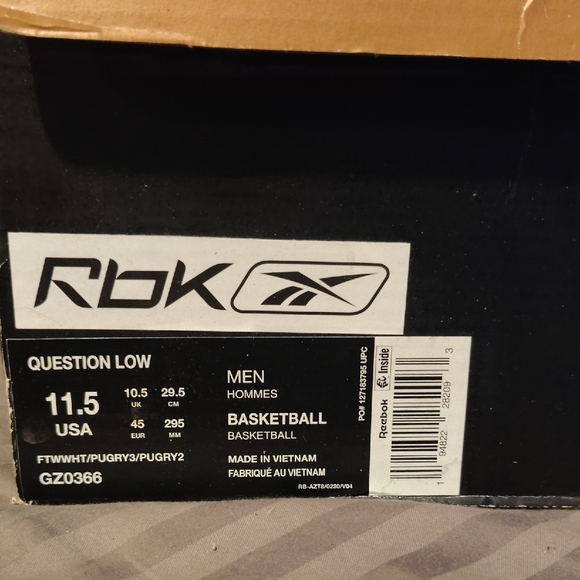 Rbk
QUESTION LOW
11.5
USA
10.5
UK
29.5
CM
45
EUR
295
MM
FTWWHT/PUGRY3/PUGRY2
GZ0366
MEN
HOMMES
BASKETBALL
BASKETBALL
MADE IN VIETNAM
FABRIQUÉ AU VIETNAM
RB-AZT8/0220/V04
PO# 127183795 UPC
Reebok Inside
1 94822 28209 3